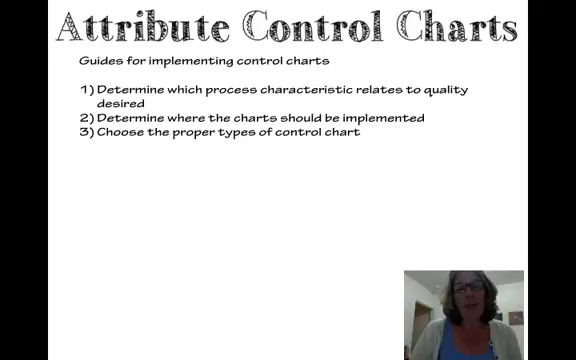 Attribute Control Charts
Guides for implementing control charts
1) Determine which process characteristic relates to quality
desired
2) Determine where the charts should be implemented
3) Choose the proper types of control chart